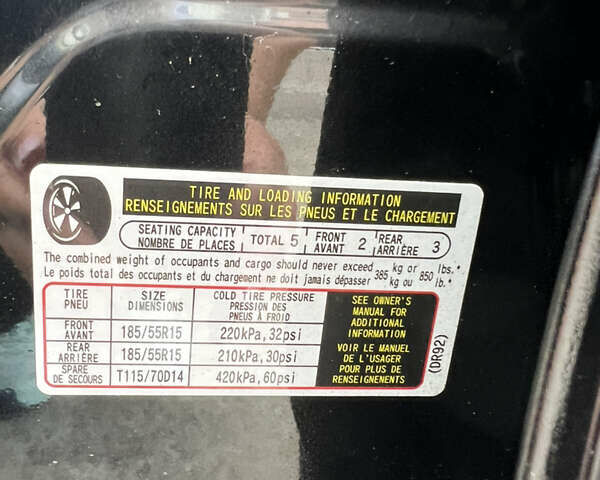 TIRE AND LOADING INFORMATION
RENSEIGNEMENTS SUR LES PNEUS ET LE CHARGEMENT
SEATING CAPACITY
NOMBRE DE PLACES
TOTAL 5
FRONT
AVANT
2
REAR
ARRIÈRE
3
The combined weight of occupants and cargo should never exceed 385 kg or 850 lbs.*
Le poids total des occupants et du chargement ne doit jamais dépasser 385 kg ou 850 lb.*
TIRE
PNEU
SIZE
DIMENSIONS
COLD TIRE PRESSURE
PRESSION DES
PNEUS À FROID
FRONT
AVANT
185/55R15
220kPa, 32psi
REAR
ARRIÈRE
185/55R15
210kPa, 30psi
SPARE
DE SECOURS
T115/70D14
420kPa, 60psi
SEE OWNER'S
MANUAL FOR
ADDITIONAL
INFORMATION
VOIR LE MANUEL
DE L'USAGER
POUR PLUS DE
RENSEIGNENENTS
(DR92)